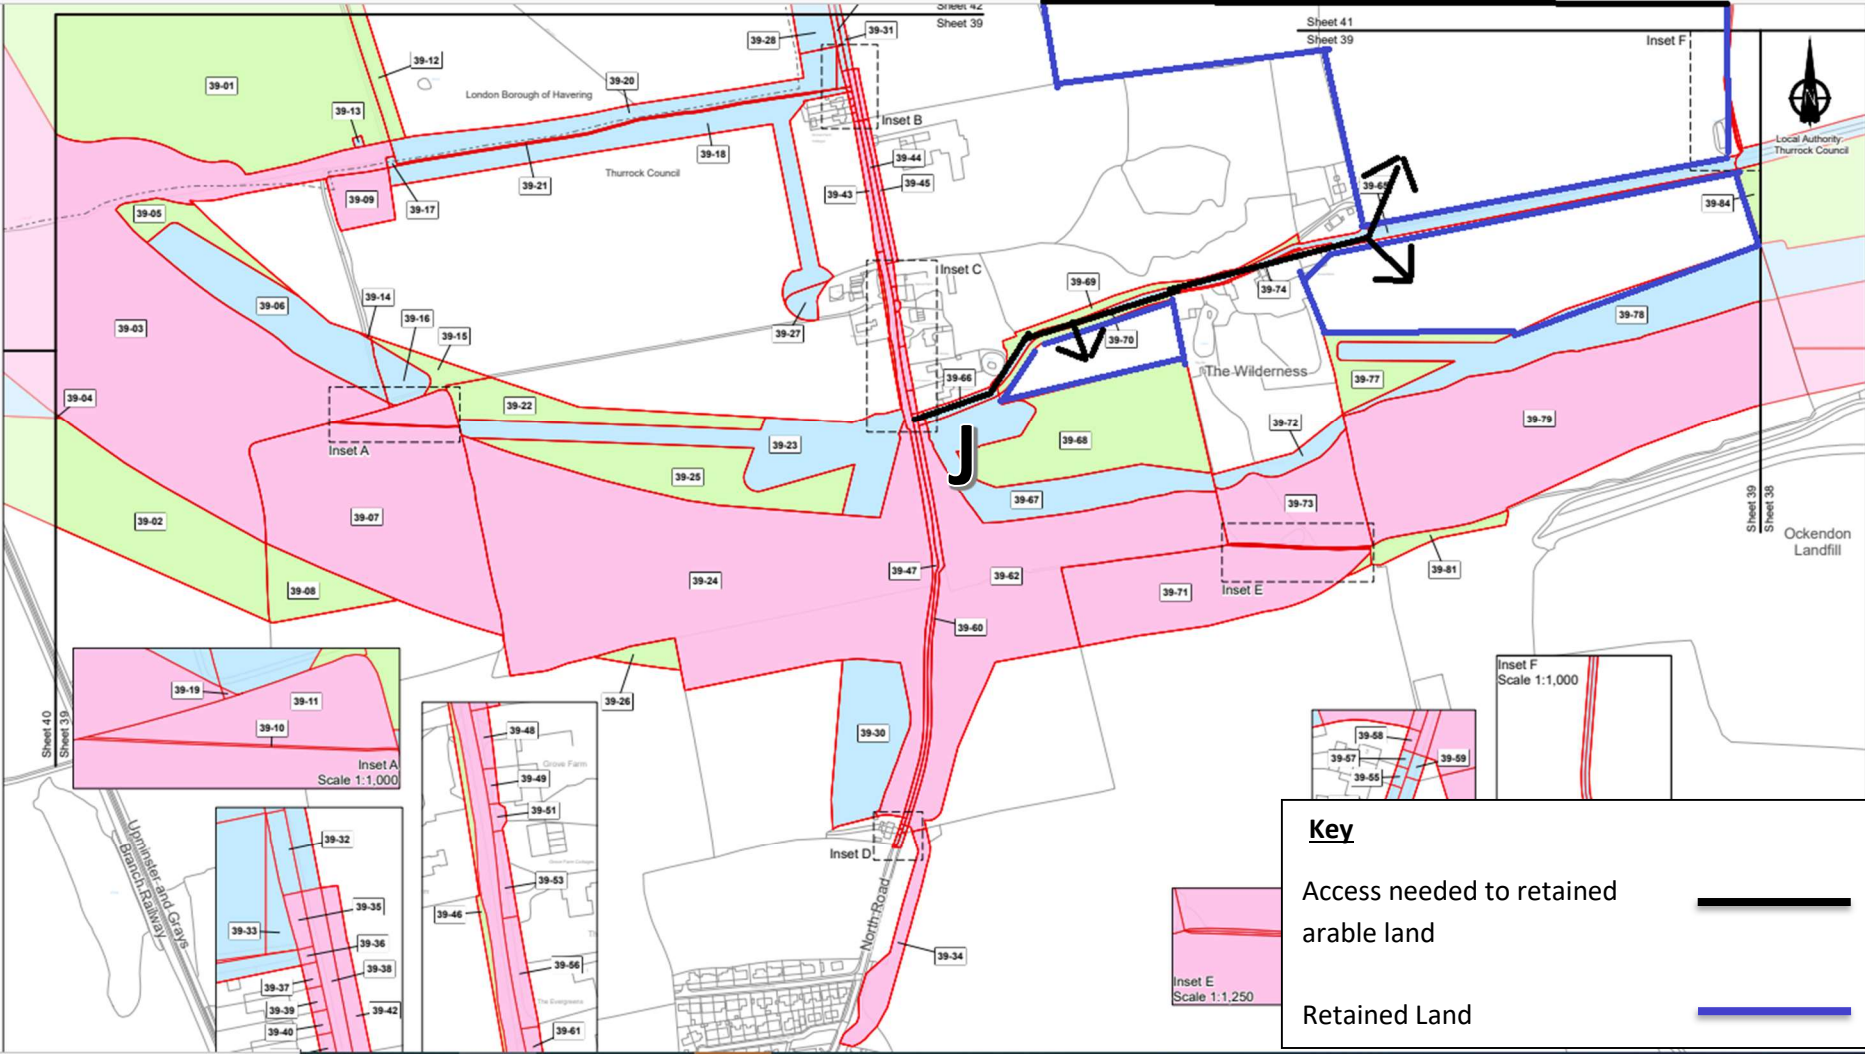 Sheet 42
Sheet 39
Sheet 41
Sheet 39
Inset F
39-28
39-31
39-01
39-12
39-20
London Borough of Havering
39-13
Inset B
Local Authority:
Thurrock Council
39-18
39-44
39-21
Thurrock Council
39-45
39-43
39-65
39-09
39-17
39-84
39-05
Inset C
39-69
39-74
39-14
39-06
39-16
39-15
39-03
39-27
39-70
39-78
39-66
The Wilderness
39-77
39-04
39-22
39-79
39-72
39-23
39-68
Inset A
J
39-25
39-67
39-73
39-02
39-07
Sheet 39
Sheet 38
Ockendon
Landfill
39-24
39-47
39-62
39-81
39-08
39-71
Inset E
39-60
39-26
39-19
39-11
39-10
Inset A
Scale 1:1,000
Sheet 40
Sheet 39
39-30
Inset D
39-48
Grove Farm
39-49
39-51
39-53
39-46
39-56
The Evergreens
39-61
39-58
39-57
39-59
39-55
Inset F
Scale 1:1,000
Upminster and Grays
Branch Railway
39-32
39-35
39-33
39-36
39-38
39-37
39-39
39-42
39-40
North Road
39-34
Inset E
Scale 1:1,250
Key
Access needed to retained
arable land
Retained Land